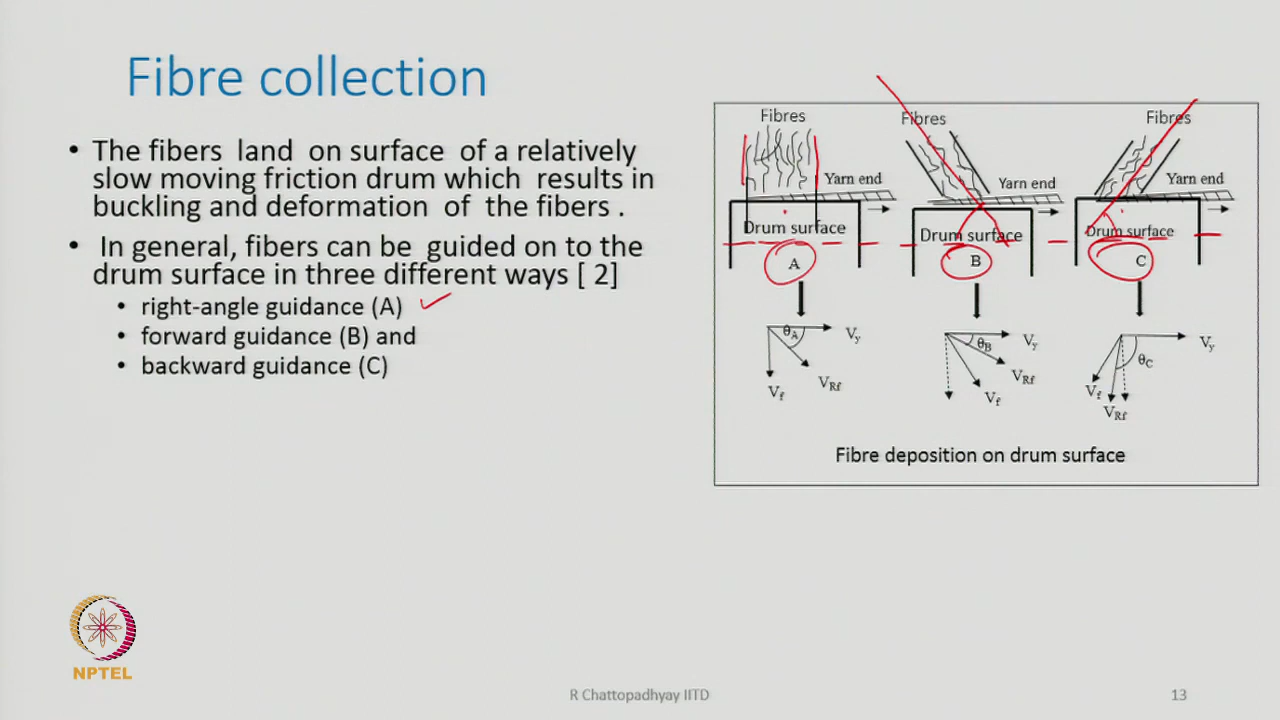 Fibre collection
• The fibers land on surface of a relatively
slow moving friction drum which results in
buckling and deformation of the fibers .
• In general, fibers can be guided on to the
drum surface in three different ways [ 2]
• right-angle guidance (A)
• forward guidance (B) and
• backward guidance (C)
Fibres
Yarn end
Drum surface
A
θA
Vy
Vf
VRf
Fibres
Yarn end
Drum surface
B
θB
Vy
VRf
Vf
Fibres
Yarn end
Drum surface
C
Vy
θC
Vf
VRf
Fibre deposition on drum surface
NPTEL
R Chattopadhyay IITD
13